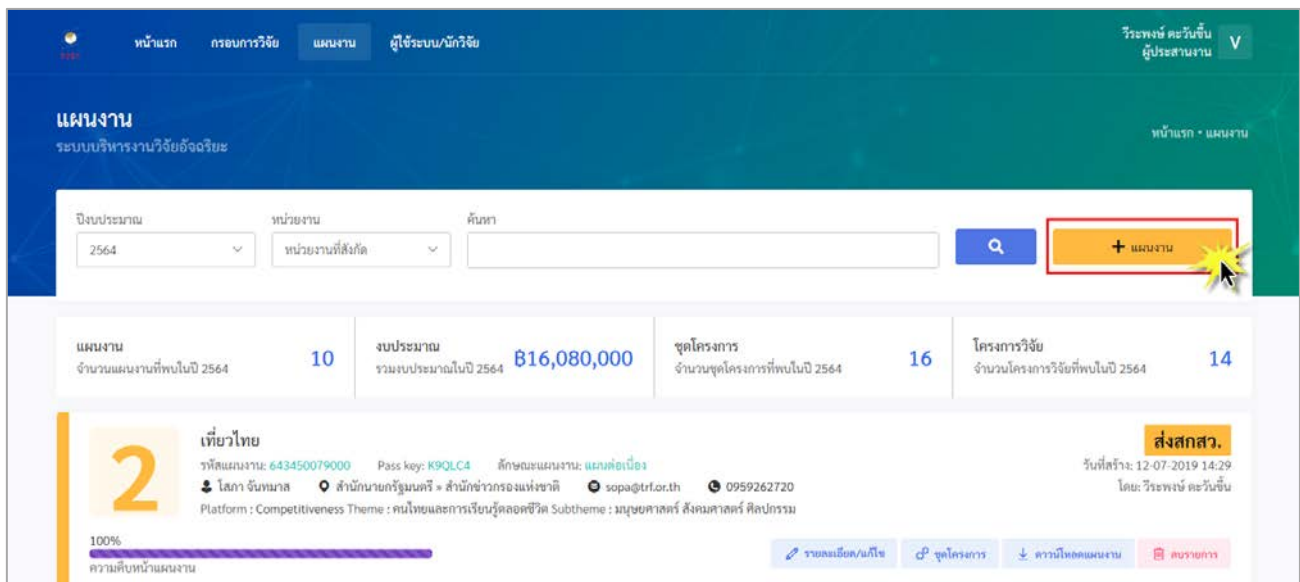 หน้าแรก กรอบการวิจัย แผนงาน ผู้ใช้ระบบ/นักวิจัย
วีระพงษ์ ตะวันขึ้น
ผู้ประสานงาน
V
แผนงาน
ระบบบริหารงานวิจัยอัจฉริยะ
หน้าแรก • แผนงาน
ปีงบประมาณ หน่วยงาน ค้นหา
2564 หน่วยงานที่สังกัด + แผนงาน
แผนงาน
จำนวนแผนงานที่พบในปี 2564
10
งบประมาณ
รวมงบประมาณในปี 2564
฿16,080,000
ชุดโครงการ
จำนวนชุดโครงการที่พบในปี 2564
16
โครงการวิจัย
จำนวนโครงการวิจัยที่พบในปี 2564
14
2
เที่ยวไทย
รหัสแผนงาน: 643450079000 Pass key: K9QLC4 ลักษณะแผนงาน: แผนต่อเนื่อง
โสภา จันทมาส สำนักนายกรัฐมนตรี » สำนักข่าวกรองแห่งชาติ sopa@trf.or.th 0959262720
Platform : Competitiveness Theme : คนไทยและการเรียนรู้ตลอดชีวิต Subtheme : มนุษยศาสตร์ สังคมศาสตร์ ศิลปกรรม
ส่งสกสว.
วันที่สร้าง: 12-07-2019 14:29
โดย: วีระพงษ์ ตะวันขึ้น
100%
ความคืบหน้าแผนงาน
รายละเอียด/แก้ไข ชุดโครงการ ดาวน์โหลดแผนงาน ลบรายการ